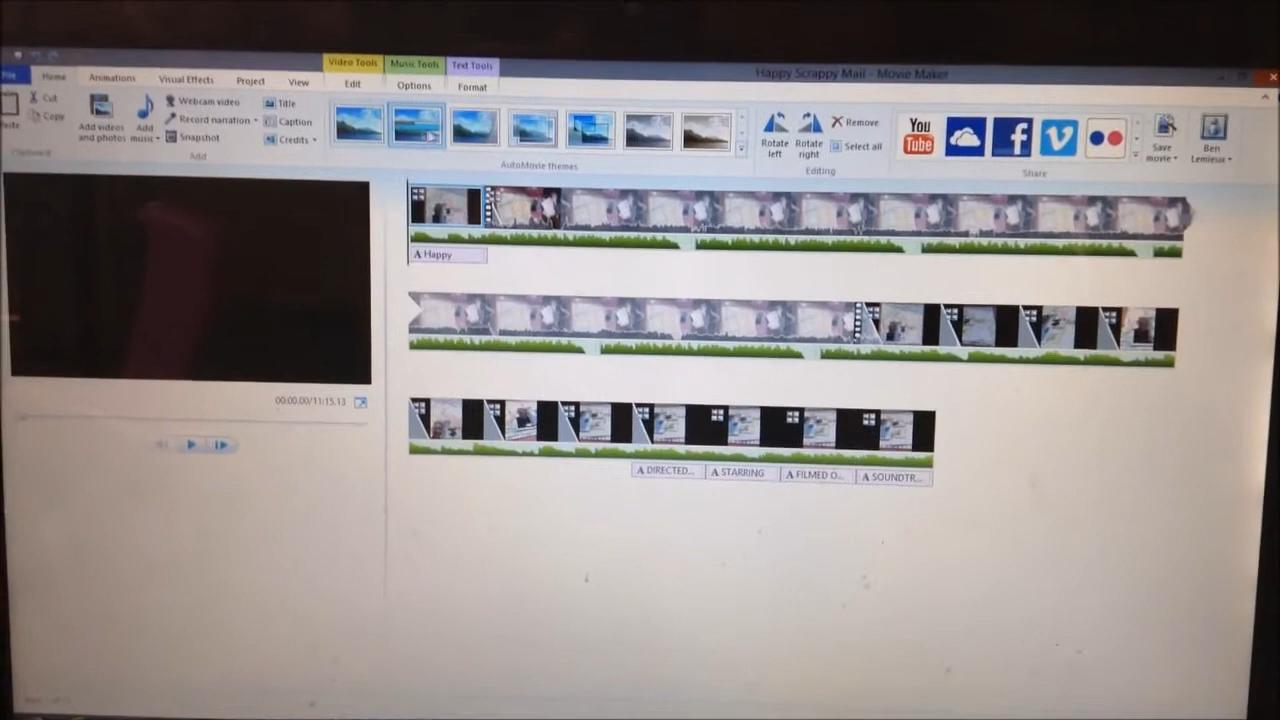 Video Tools Music Tools Text Tools
Happy Scrappy Mail - Movie Maker
File Home Animations Visual Effects Project View Edit Options Format
Cut
Copy
Clipboard
Add videos and photos
Add music
Webcam video
Record narration
Snapshot
Title
Caption
Credits
Add
AutoMovie themes
Rotate left
Rotate right
Remove
Select all
Editing
You Tube
f
v
Share
Save movie
Ben Lemieux
00:00.00/11:15.13
A Happy
A DIRECTED... A STARRING A FILMED O... A SOUNDTR...